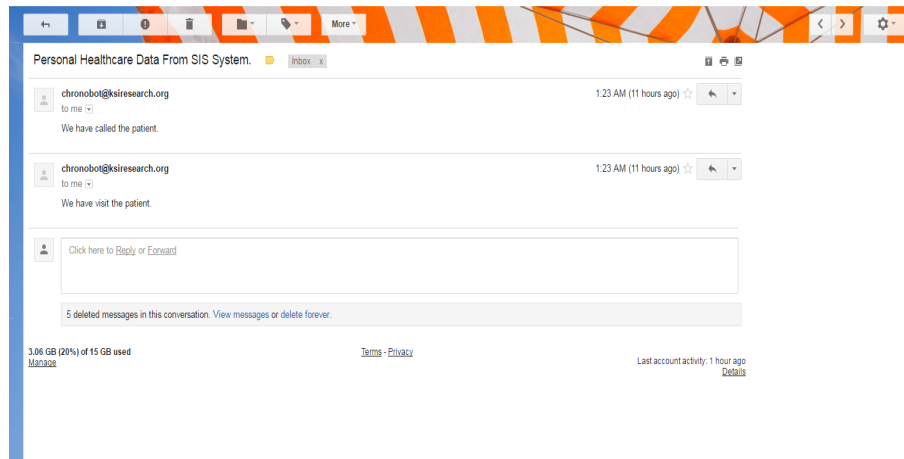 More
Personal Healthcare Data From SIS System.
Inbox x
chronobot@ksiresearch.org
1:23 AM (11 hours ago)
to me
We have called the patient.
chronobot@ksiresearch.org
1:23 AM (11 hours ago)
to me
We have visit the patient.
Click here to Reply or Forward
5 deleted messages in this conversation. View messages or delete forever.
3.06 GB (20%) of 15 GB used
Manage
Terms - Privacy
Last account activity: 1 hour ago
Details